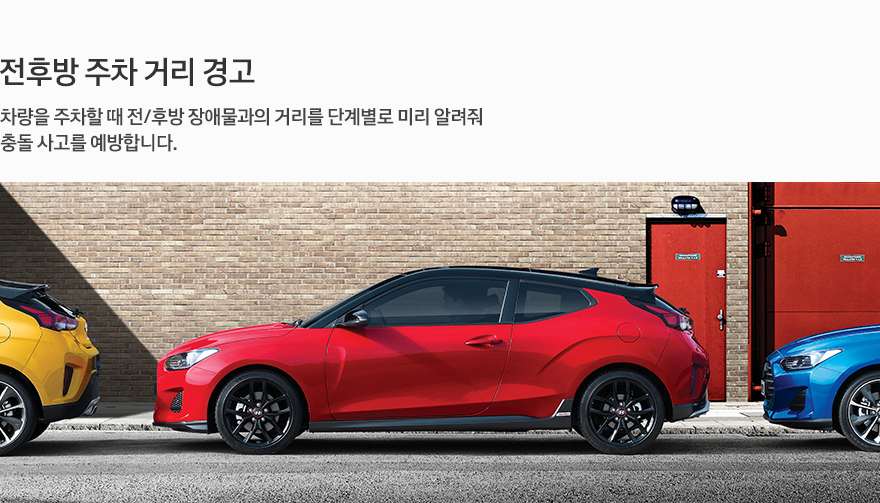 전후방 주차 거리 경고
차량을 주차할 때 전/후방 장애물과의 거리를 단계별로 미리 알려줘
충돌 사고를 예방합니다.